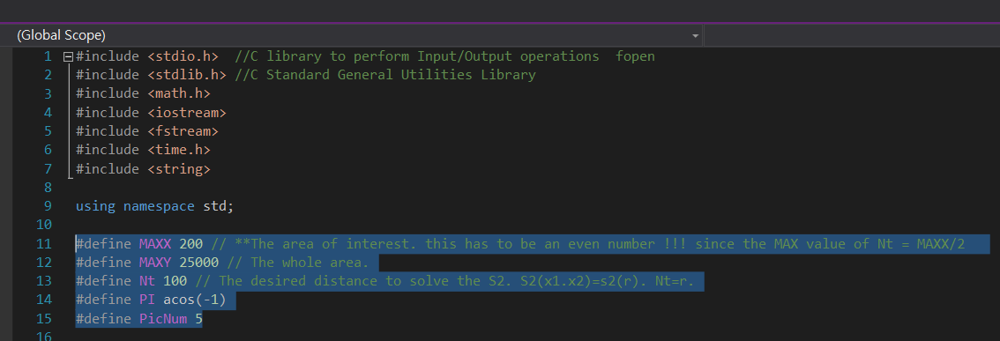 (Global Scope)
1 #include <stdio.h>  //C library to perform Input/Output operations  fopen
2 #include <stdlib.h> //C Standard General Utilities Library
3 #include <math.h>
4 #include <iostream>
5 #include <fstream>
6 #include <time.h>
7 #include <string>
8
9 using namespace std;
10
11 #define MAXX 200 // **The area of interest. this has to be an even number !!! since the MAX value of Nt = MAXX/2
12 #define MAXY 25000 // The whole area.
13 #define Nt 100 // The desired distance to solve the S2. S2(x1.x2)=s2(r). Nt=r.
14 #define PI acos(-1)
15 #define PicNum 5
16